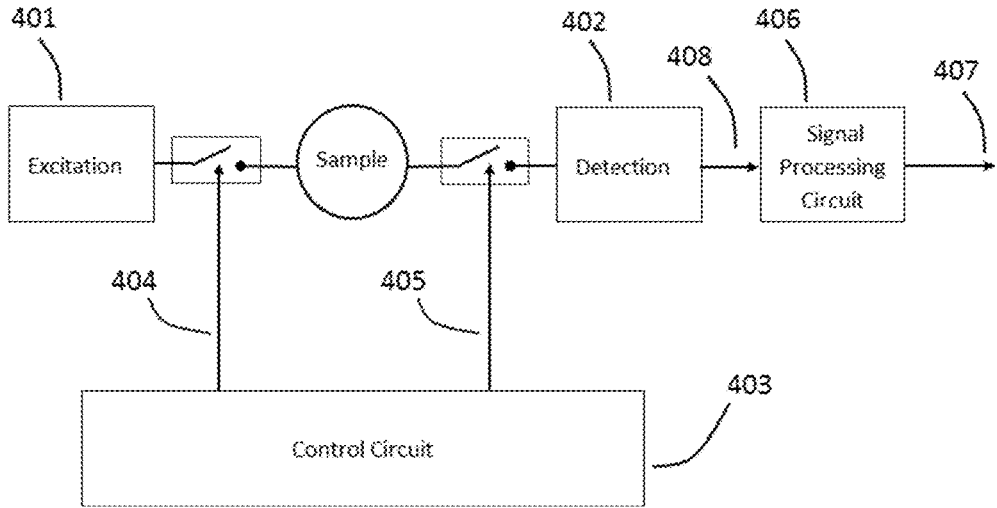 401
402
408
406
407
Excitation
Sample
Detection
Signal
Processing
Circuit
404
405
403
Control Circuit